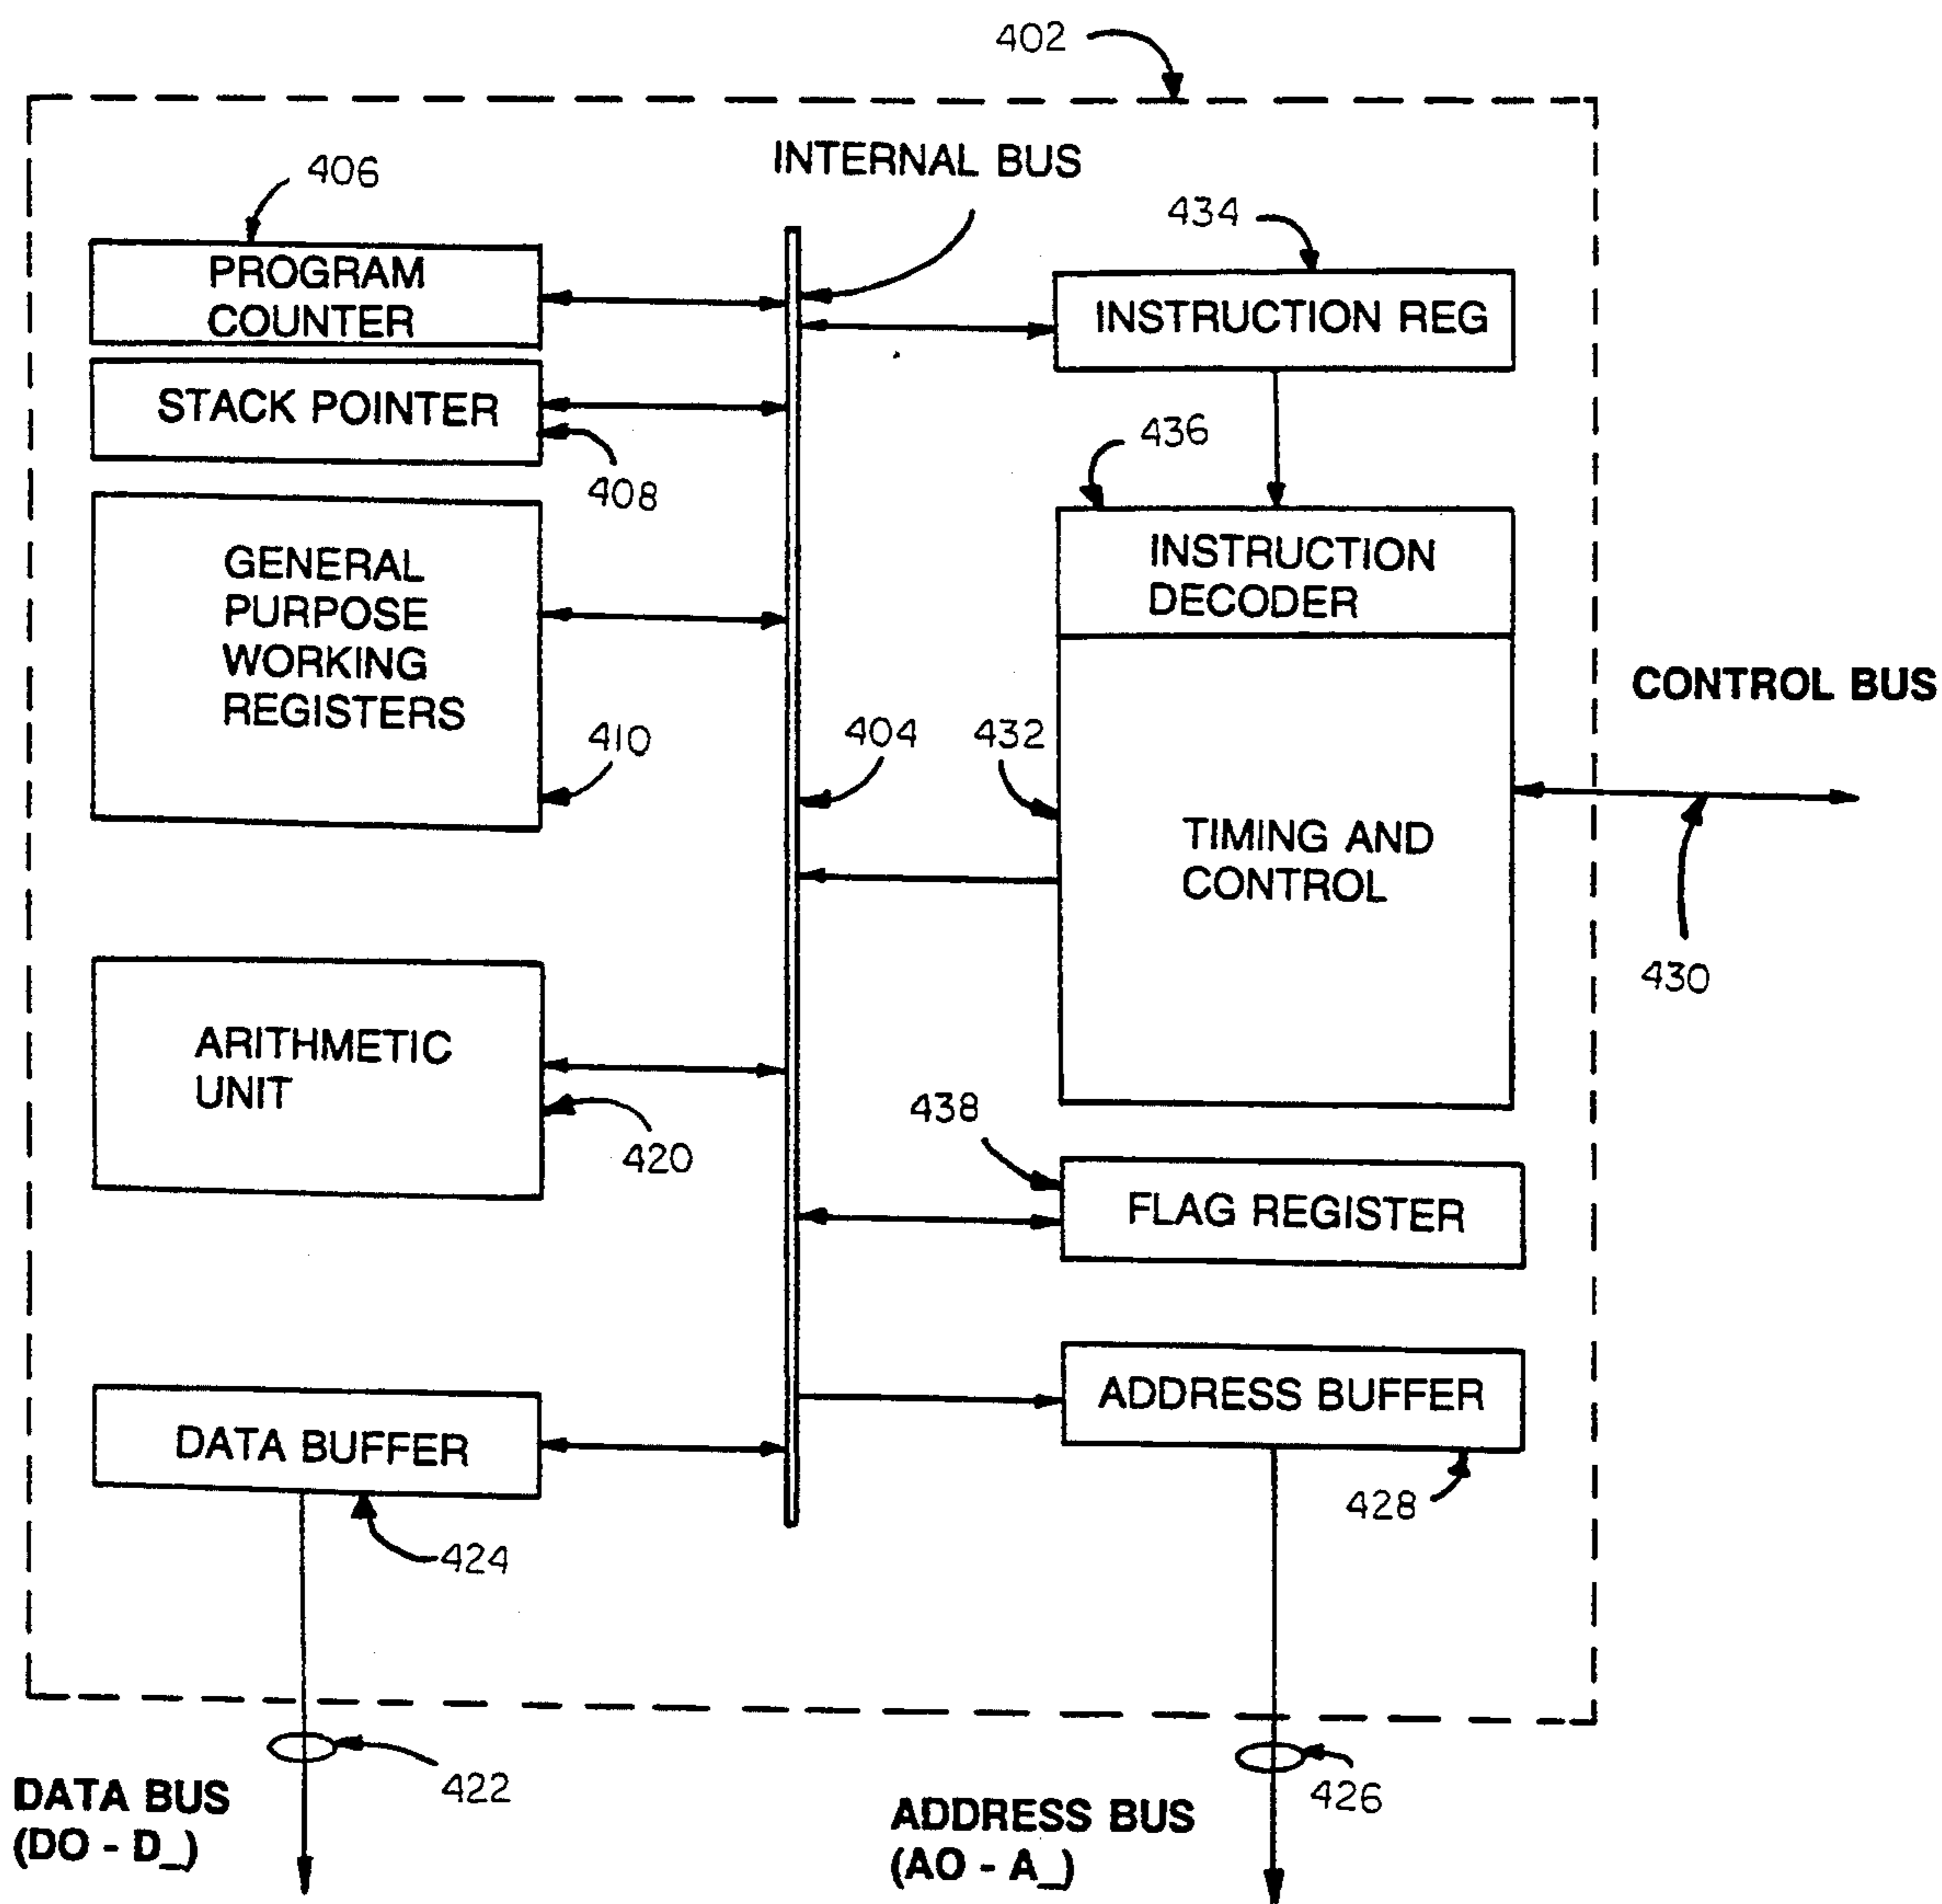 402
INTERNAL BUS
406
434
PROGRAM
COUNTER
INSTRUCTION REG
STACK POINTER
408
436
GENERAL
PURPOSE
WORKING
REGISTERS
410
INSTRUCTION
DECODER
CONTROL BUS
404
432
TIMING AND
CONTROL
430
ARITHMETIC
UNIT
420
438
FLAG REGISTER
DATA BUFFER
424
ADDRESS BUFFER
428
422
DATA BUS
(DO - D_)
426
ADDRESS BUS
(AO - A_)